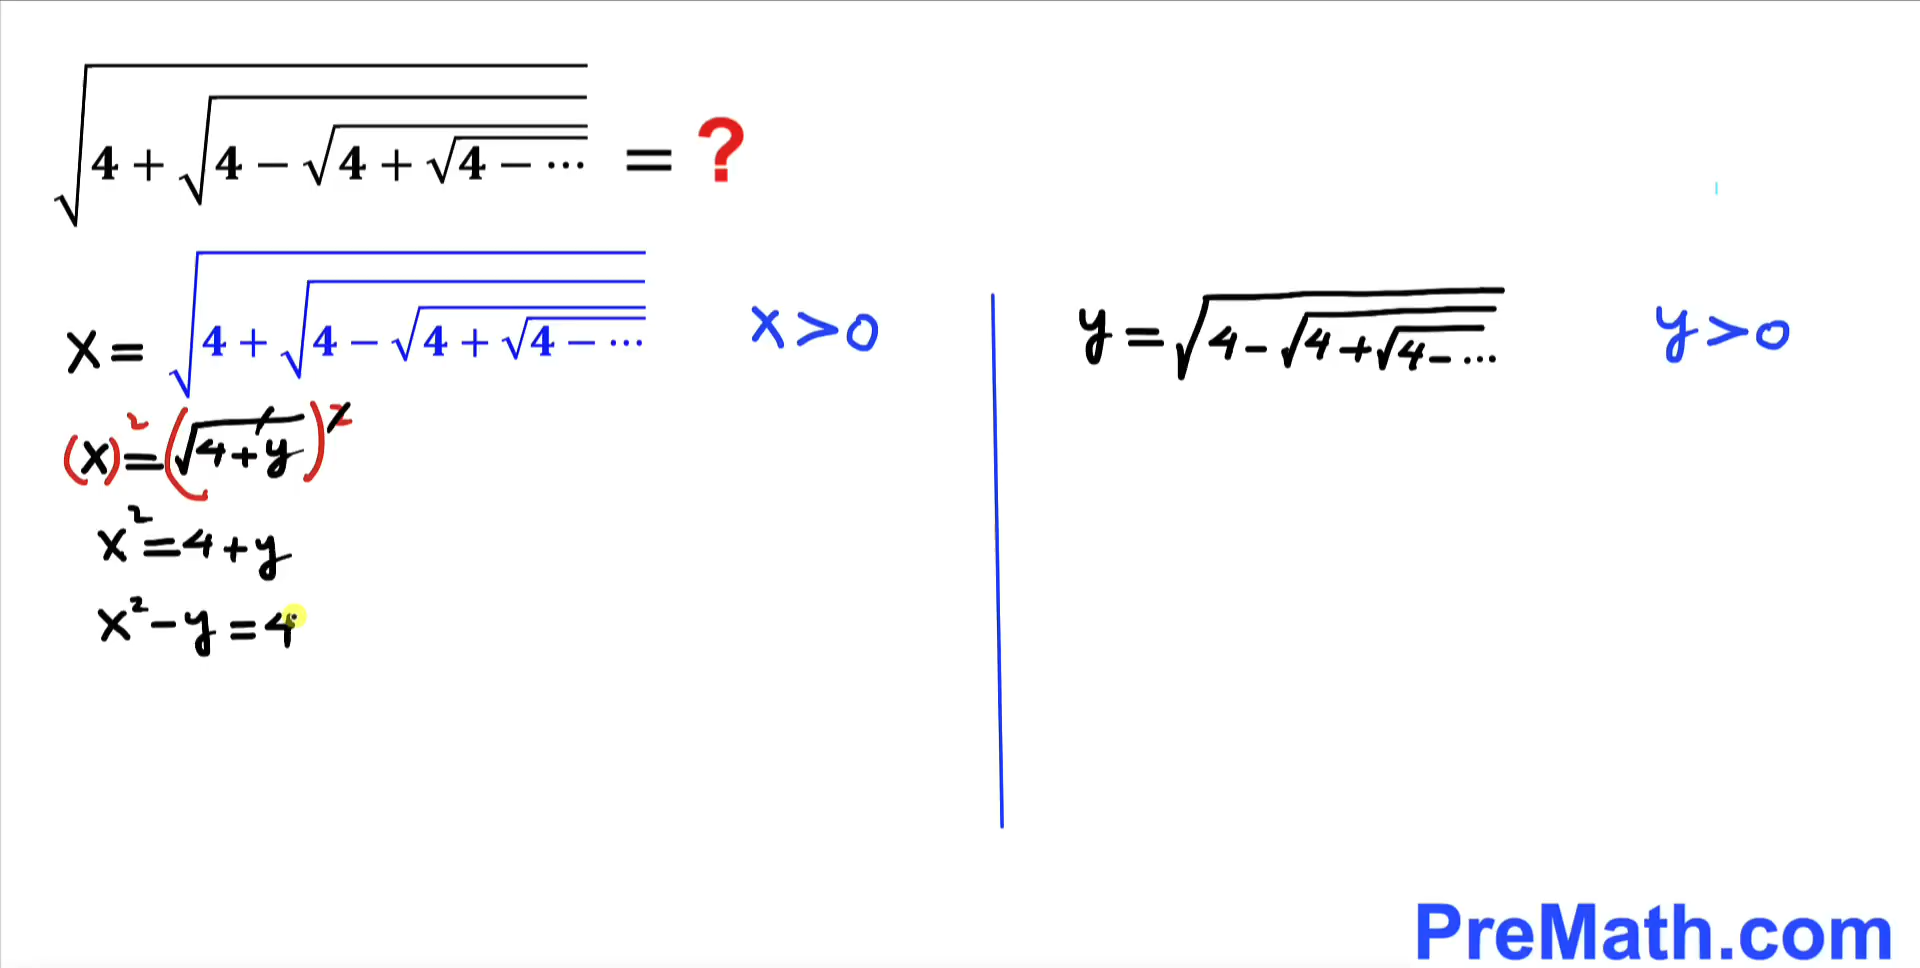 √(4 + √(4 − √(4 + √(4 − ⋯)))) = ?
x = √(4 + √(4 − √(4 + √(4 − ⋯)))) x > 0
(x)² = (√(4 + y))²
x² = 4 + y
x² − y = 4
y = √(4 − √(4 + √(4 − ⋯))) y > 0
PreMath.com